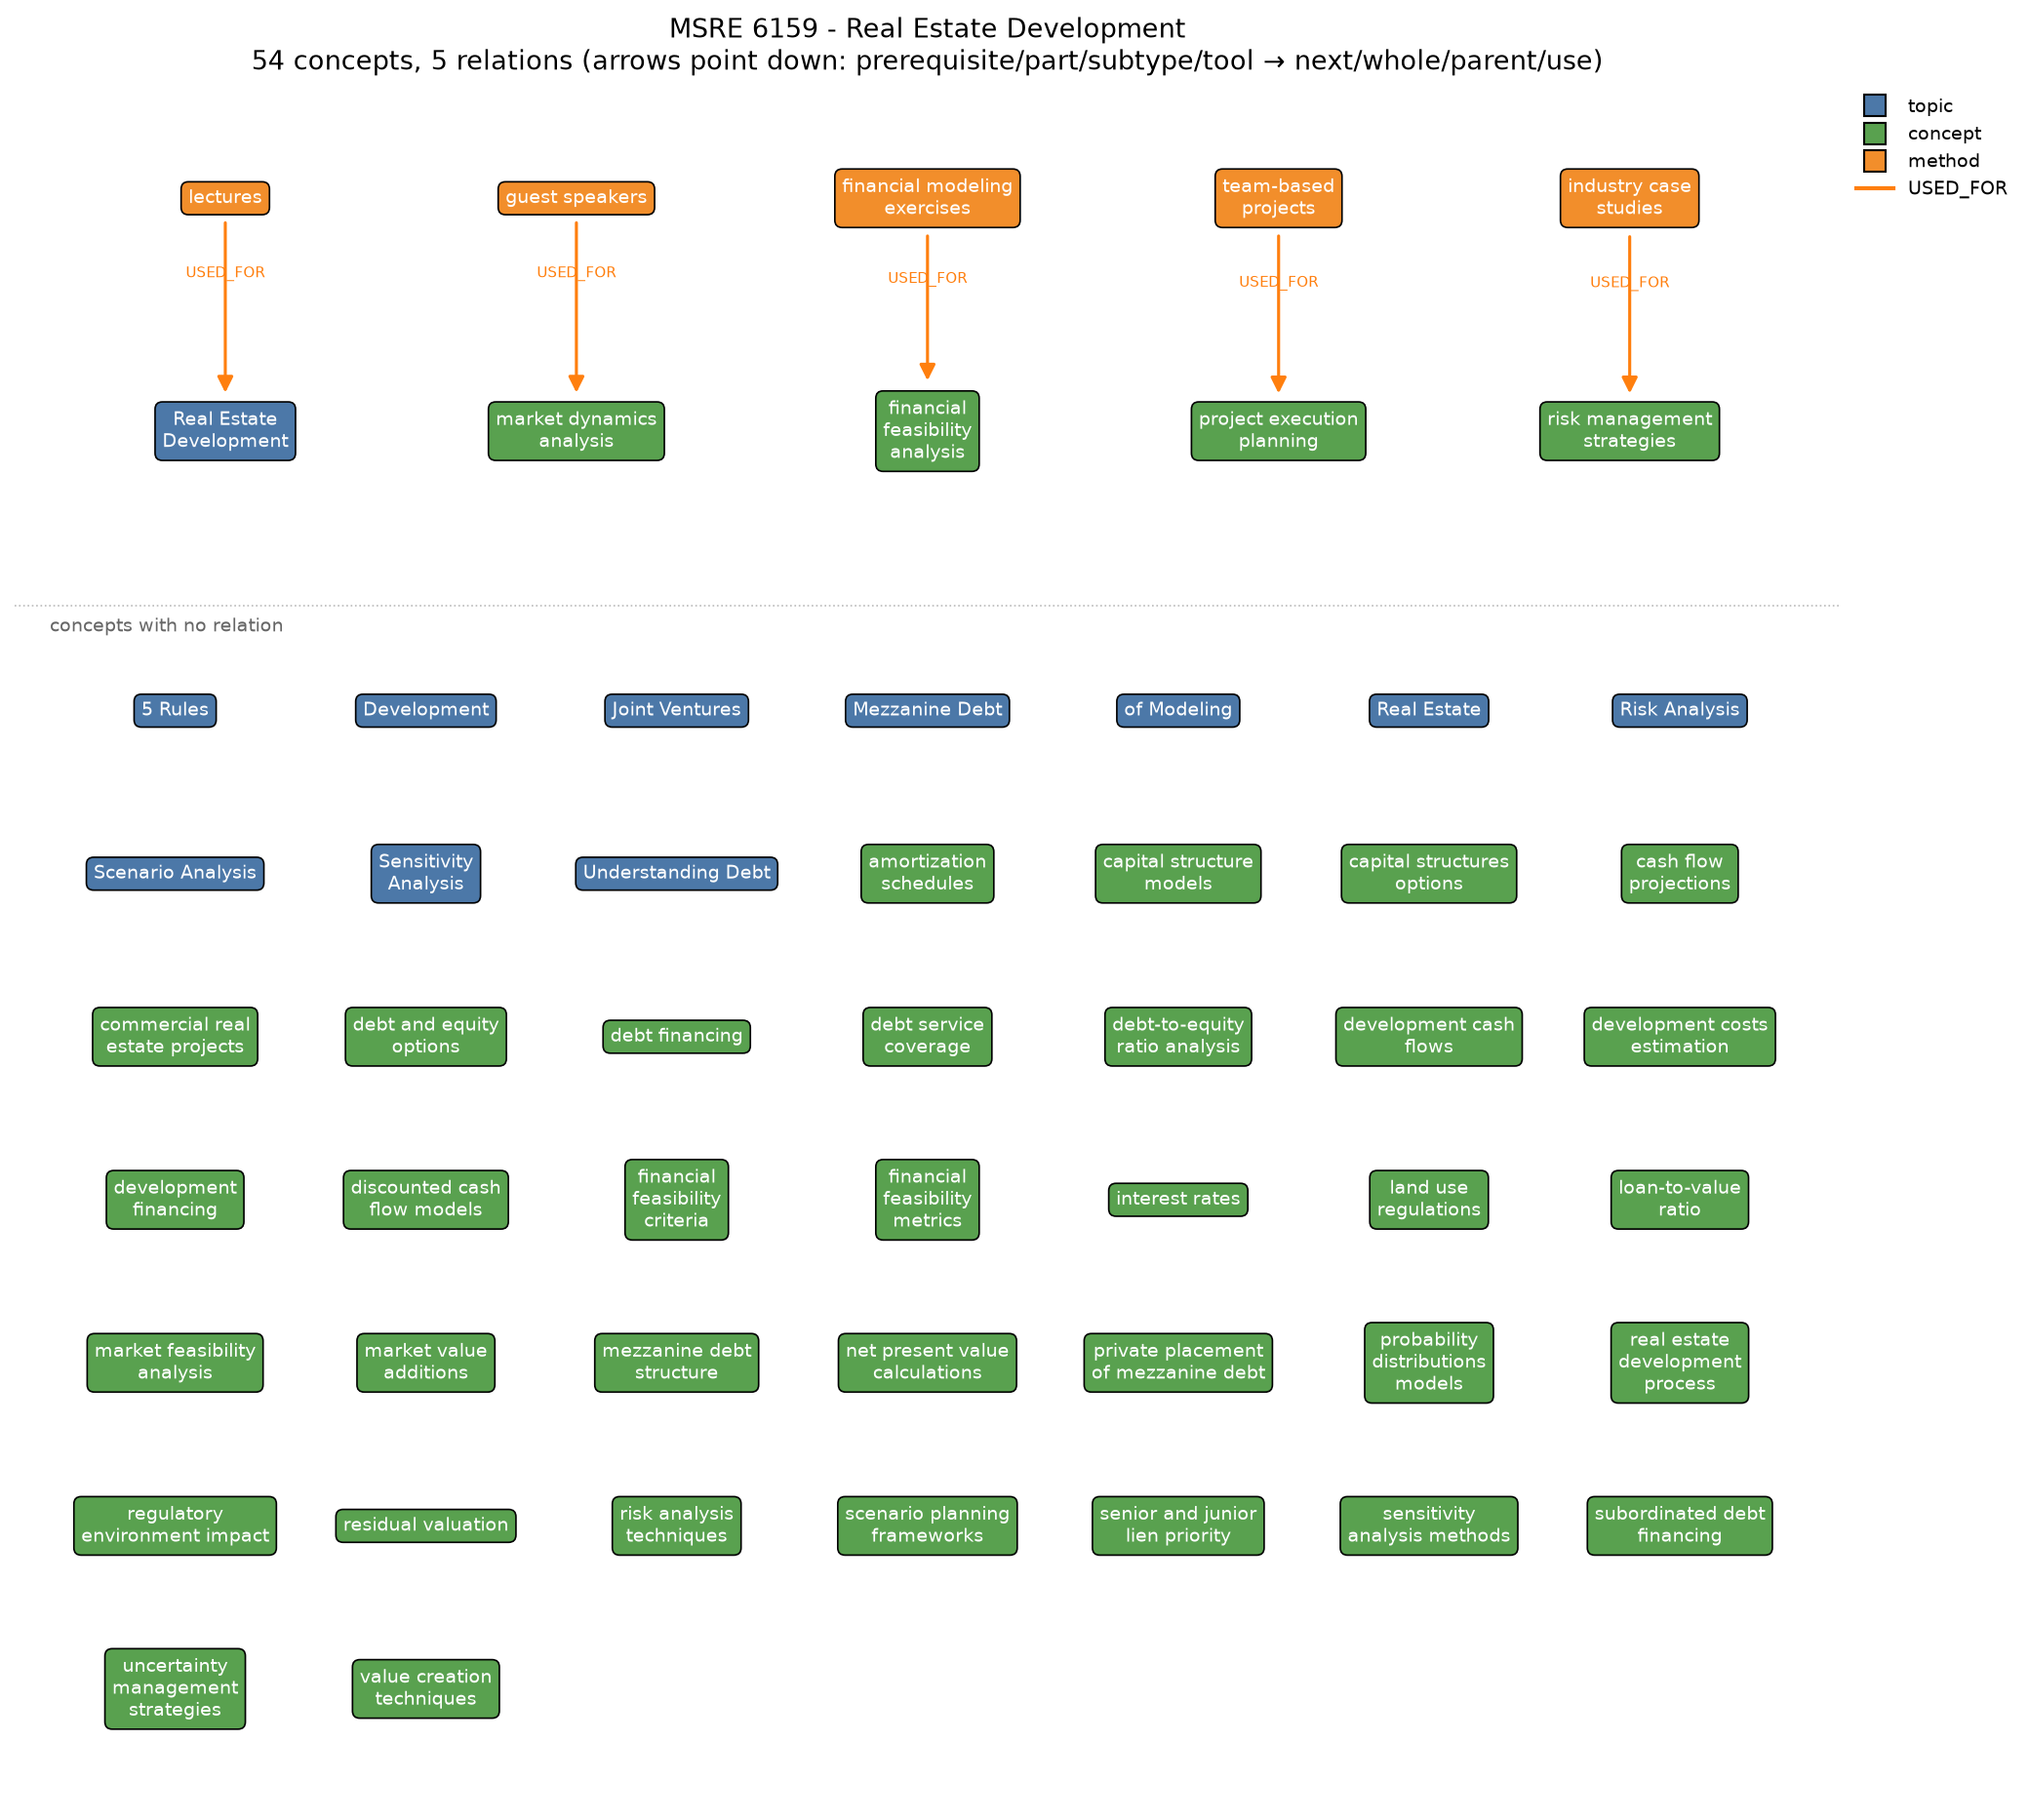 MSRE 6159 - Real Estate Development
54 concepts, 5 relations (arrows point down: prerequisite/part/subtype/tool → next/whole/parent/use)
topic
concept
method
USED_FOR
lectures
guest speakers
financial modeling
exercises
team-based
projects
industry case
studies
USED_FOR
USED_FOR
USED_FOR
USED_FOR
USED_FOR
Real Estate
Development
market dynamics
analysis
financial
feasibility
analysis
project execution
planning
risk management
strategies
concepts with no relation
5 Rules
Development
Joint Ventures
Mezzanine Debt
of Modeling
Real Estate
Risk Analysis
Scenario Analysis
Sensitivity
Analysis
Understanding Debt
amortization
schedules
capital structure
models
capital structures
options
cash flow
projections
commercial real
estate projects
debt and equity
options
debt financing
debt service
coverage
debt-to-equity
ratio analysis
development cash
flows
development costs
estimation
development
financing
discounted cash
flow models
financial
feasibility
criteria
financial
feasibility
metrics
interest rates
land use
regulations
loan-to-value
ratio
market feasibility
analysis
market value
additions
mezzanine debt
structure
net present value
calculations
private placement
of mezzanine debt
probability
distributions
models
real estate
development
process
regulatory
environment impact
residual valuation
risk analysis
techniques
scenario planning
frameworks
senior and junior
lien priority
sensitivity
analysis methods
subordinated debt
financing
uncertainty
management
strategies
value creation
techniques